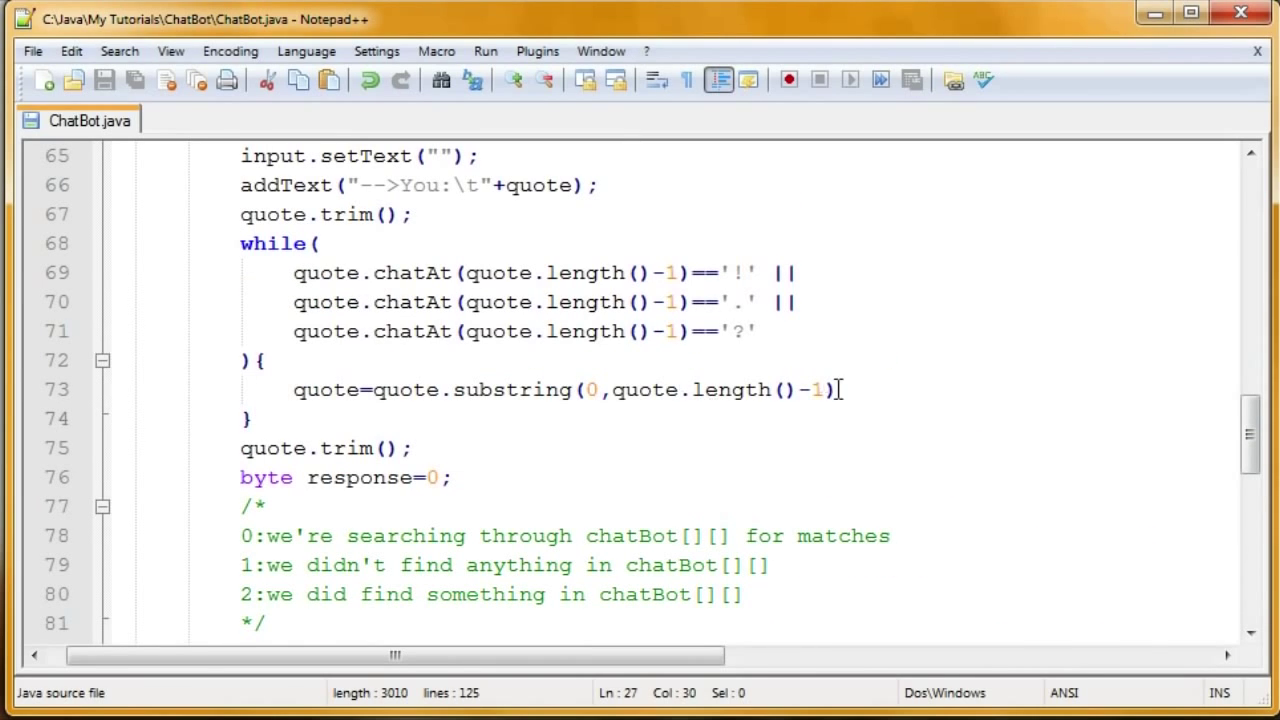 C:\Java\My Tutorials\ChatBot\ChatBot.java - Notepad++
File Edit Search View Encoding Language Settings Macro Run Plugins Window ? X
ChatBot.java
65 input.setText("");
66 addText("-->You:\t"+quote);
67 quote.trim();
68 while(
69 quote.chatAt(quote.length()-1)=='!' ||
70 quote.chatAt(quote.length()-1)=='.' ||
71 quote.chatAt(quote.length()-1)=='?'
72 ){
73 quote=quote.substring(0,quote.length()-1)
74 }
75 quote.trim();
76 byte response=0;
77 /*
78 0:we're searching through chatBot[][] for matches
79 1:we didn't find anything in chatBot[][]
80 2:we did find something in chatBot[][]
81 */
Java source file length : 3010 lines : 125 Ln : 27 Col : 30 Sel : 0 Dos\Windows ANSI INS